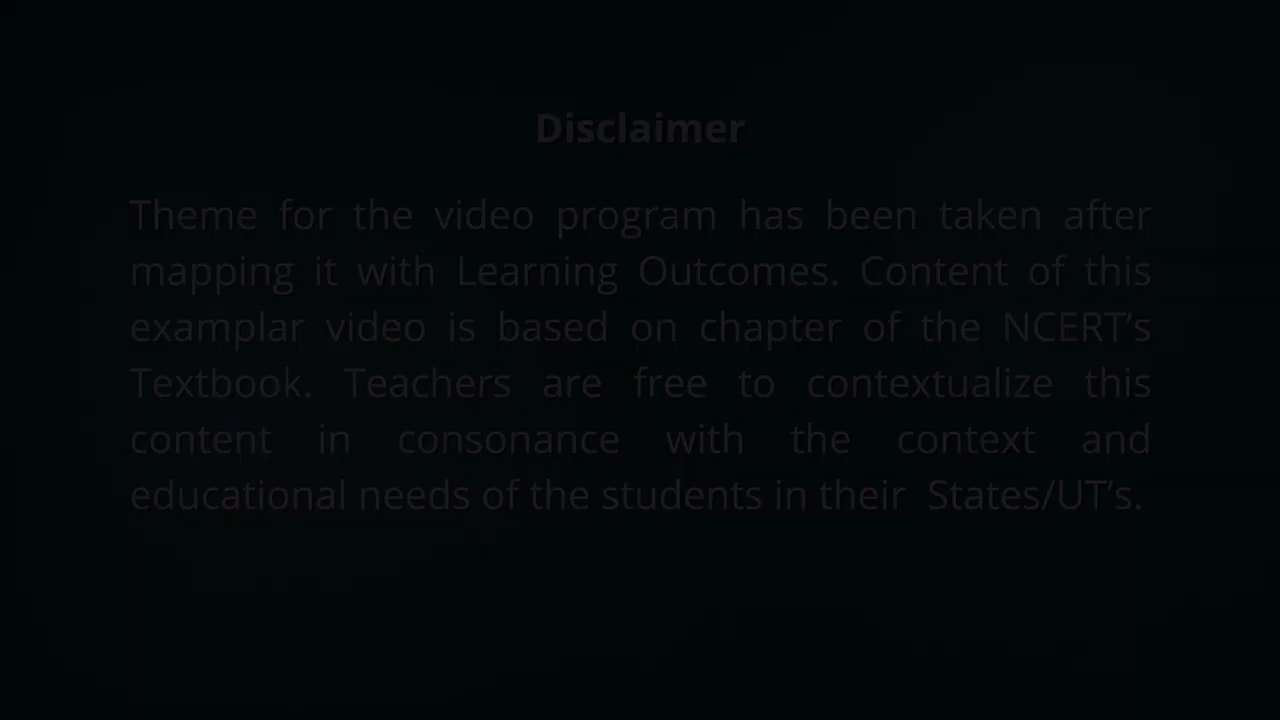 Disclaimer
Theme for the video program has been taken after
mapping it with Learning Outcomes. Content of this
examplar video is based on chapter of the NCERT’s
Textbook. Teachers are free to contextualize this
content in consonance with the context and
educational needs of the students in their States/UT’s.